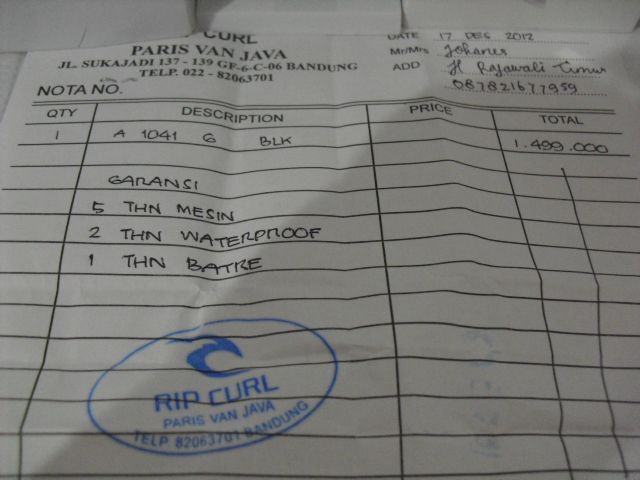 CURL
PARIS VAN JAVA
JL. SUKAJADI 137 - 139 GF-6-C-06 BANDUNG
TELP. 022 - 82063701
NOTA NO.
DATE 17 DES 2012
Mr/Mrs Johanes
ADD Jl Rajawali Timur
087821677959
QTY DESCRIPTION PRICE TOTAL
1 A 1041 G BLK 1.499.000
GARANSI
5 THN MESIN
2 THN WATERPROOF
1 THN BATRE
RIP CURL
PARIS VAN JAVA
TELP. 82063701 BANDUNG